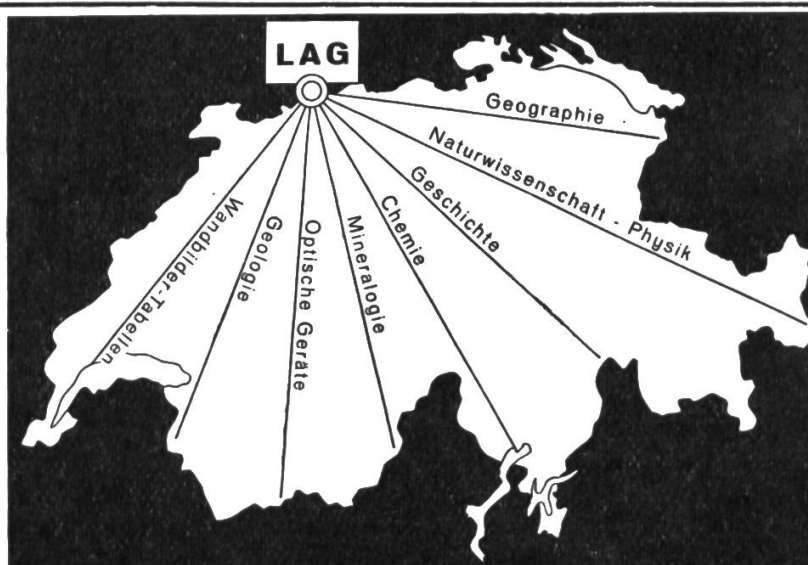 LAG
Geographie
Naturwissenschaft - Physik
Geschichte
Chemie
Mineralogie
Optische Geräte
Geologie
Wandbilder-Tabellen